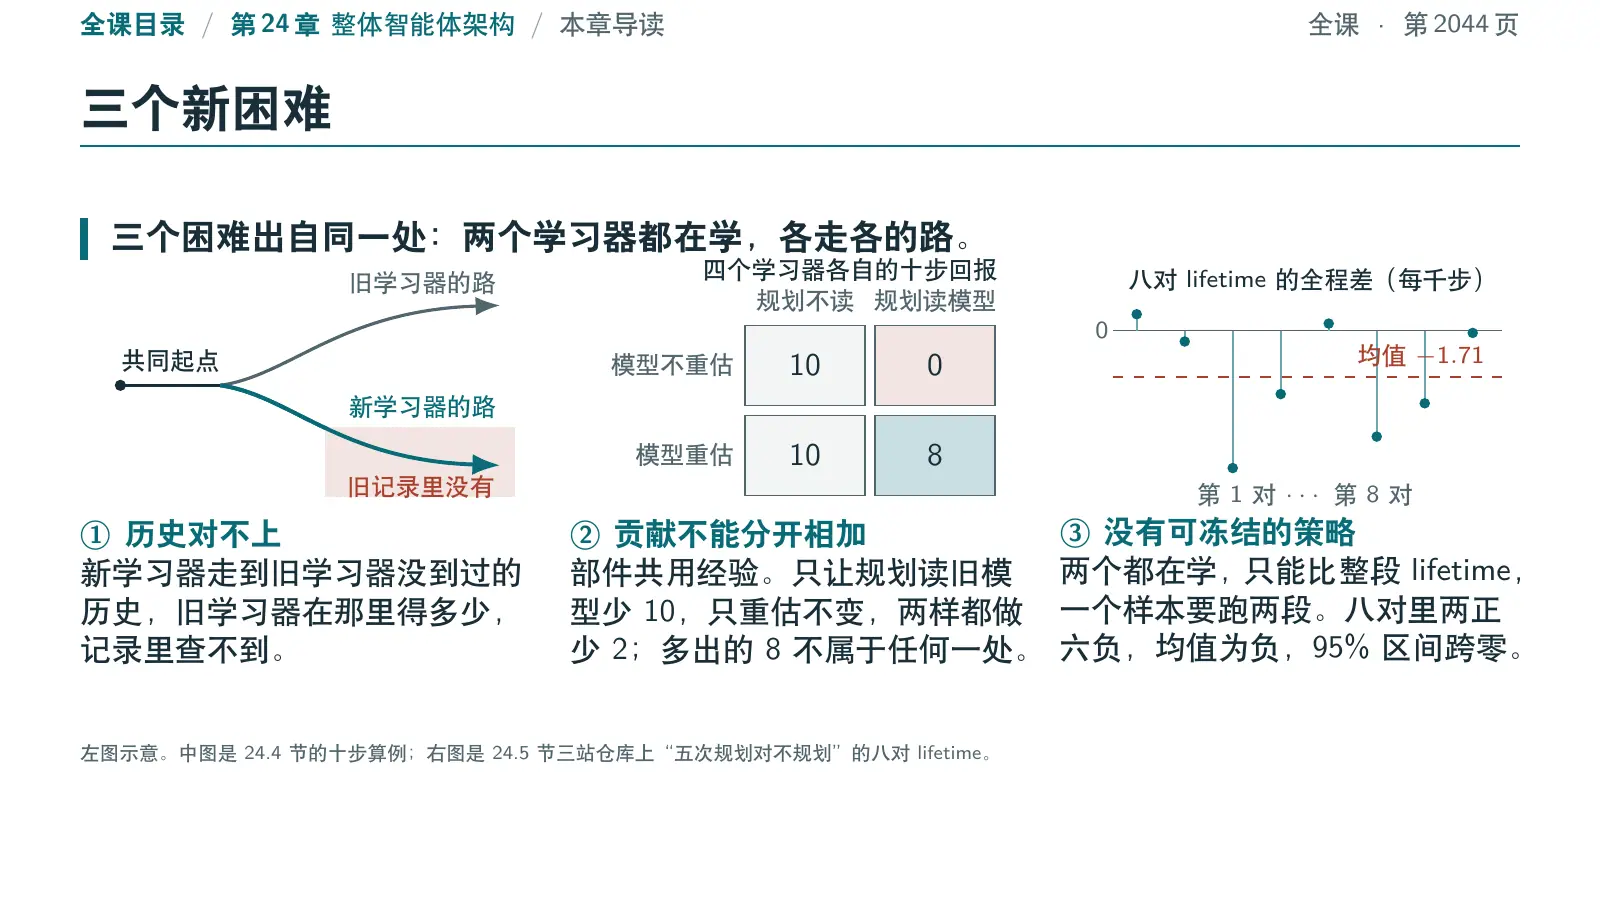 全课目录 / 第 24 章 整体智能体架构 / 本章导读
全课 · 第 2044 页
三个新困难
三个困难出自同一处：两个学习器都在学，各走各的路。
旧学习器的路
共同起点
新学习器的路
旧记录里没有
四个学习器各自的十步回报
规划不读 规划读模型
模型不重估 10 0
模型重估 10 8
八对 lifetime 的全程差（每千步）
0
均值 −1.71
第 1 对 · · · 第 8 对
① 历史对不上
新学习器走到旧学习器没到过的
历史，旧学习器在那里得多少，
记录里查不到。
② 贡献不能分开相加
部件共用经验。只让规划读旧模
型少 10，只重估不变，两样都做
少 2；多出的 8 不属于任何一处。
③ 没有可冻结的策略
两个都在学，只能比整段 lifetime，
一个样本要跑两段。八对里两正
六负，均值为负，95% 区间跨零。
左图示意。中图是 24.4 节的十步算例；右图是 24.5 节三站仓库上“五次规划对不规划”的八对 lifetime。